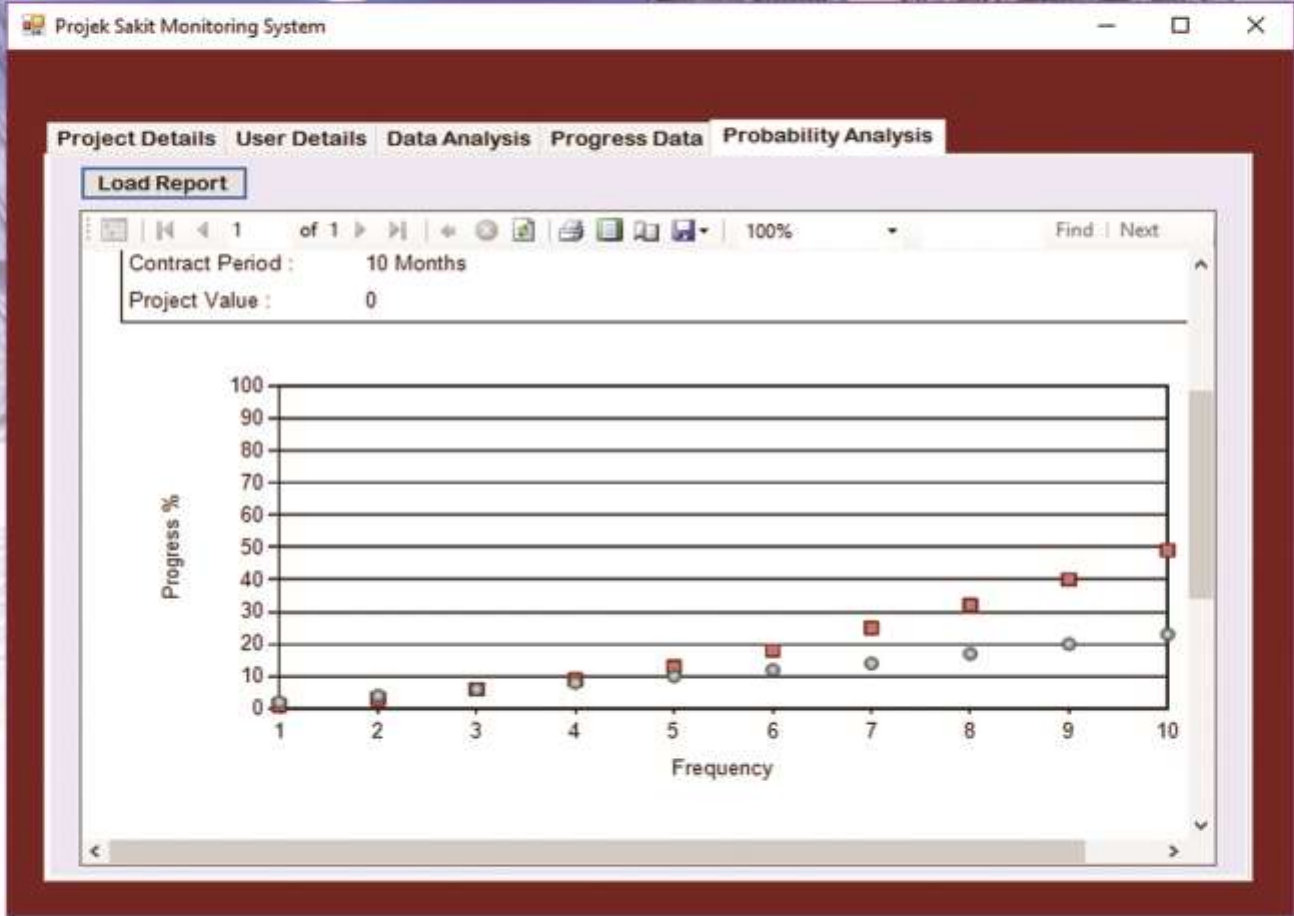 Projek Sakit Monitoring System
Project Details User Details Data Analysis Progress Data Probability Analysis
Load Report
1 of 1 100% Find | Next
Contract Period : 10 Months
Project Value : 0
100
90
80
70
60
50
40
30
20
10
0
Progress %
1 2 3 4 5 6 7 8 9 10
Frequency